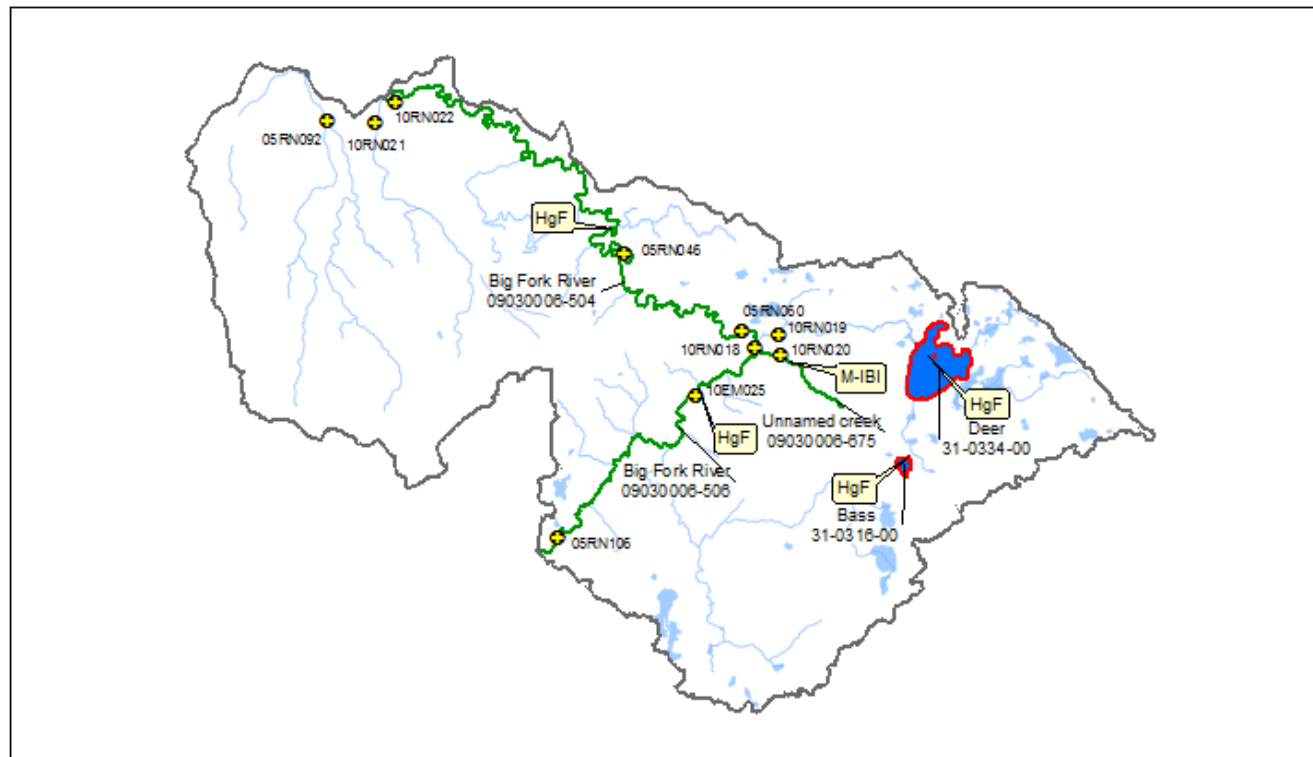 10RN022
05RN092
10RN021
HgF
05RN046
Big Fork River
09030006-504
05RN060
10RN019
10RN018
10RN020
M-IBI
10EM025
HgF
Deer
31-0334-00
Unnamed creek
09030006-675
HgF
Big Fork River
09030006-506
HgF
Bass
31-0316-00
05RN106